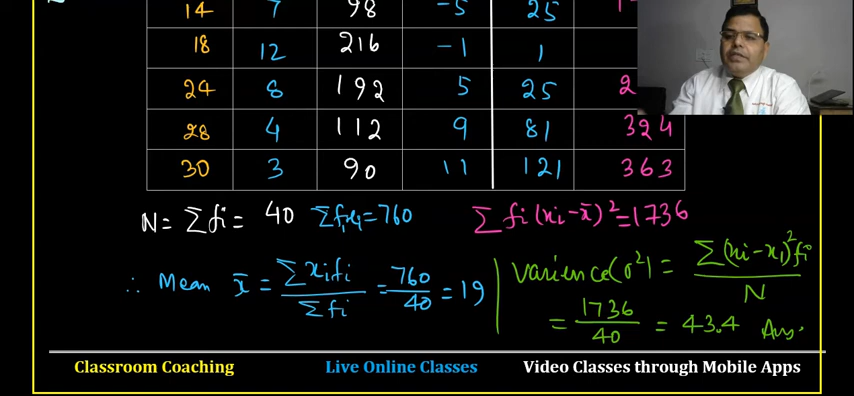 14 7 98 -5 25
18 12 216 -1 1
24 8 192 5 25 2
28 4 112 9 81 324
30 3 90 11 121 363
N = Σfi = 40 Σfixi=760 Σ fi(xi-x̄)²=1736
∴ Mean x̄ = Σxifi/Σfi = 760/40 = 19
Varience(σ²) = Σ(xi-x1)²fi/N
= 1736/40 = 43.4 Ans.
Classroom Coaching Live Online Classes Video Classes through Mobile Apps